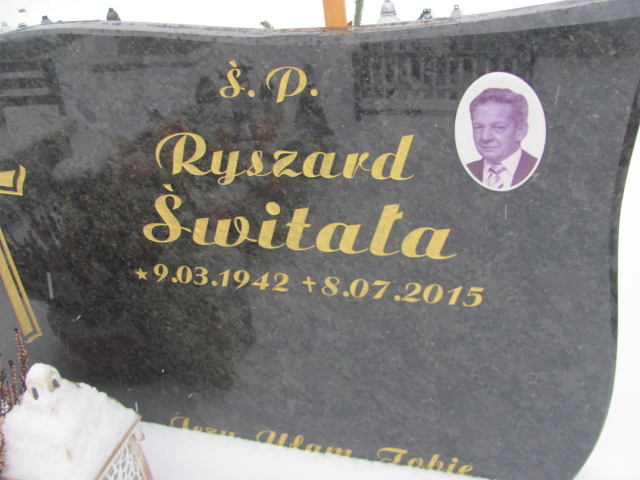 Ś. P.
Ryszard
Świtała
★ 9.03.1942 ✝ 8.07.2015
Jezu Ufam Tobie